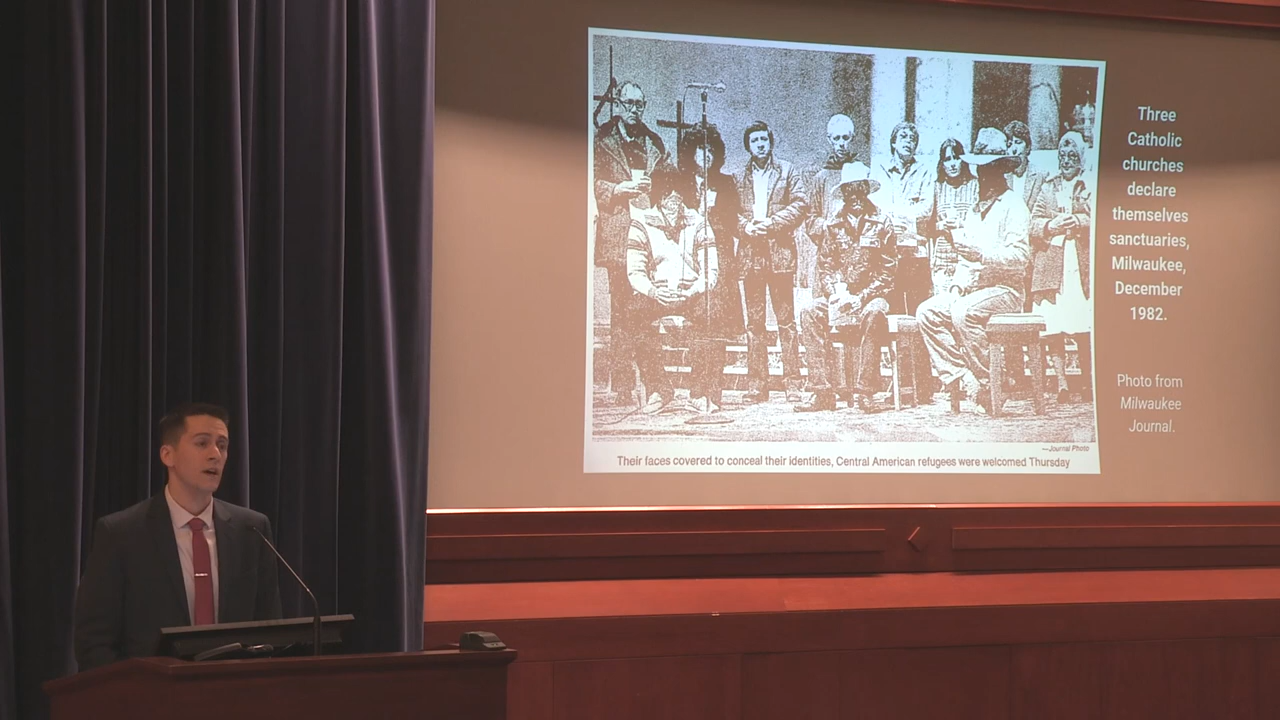 Three
Catholic
churches
declare
themselves
sanctuaries,
Milwaukee,
December
1982.
Photo from
Milwaukee
Journal.
—Journal Photo
Their faces covered to conceal their identities, Central American refugees were welcomed Thursday